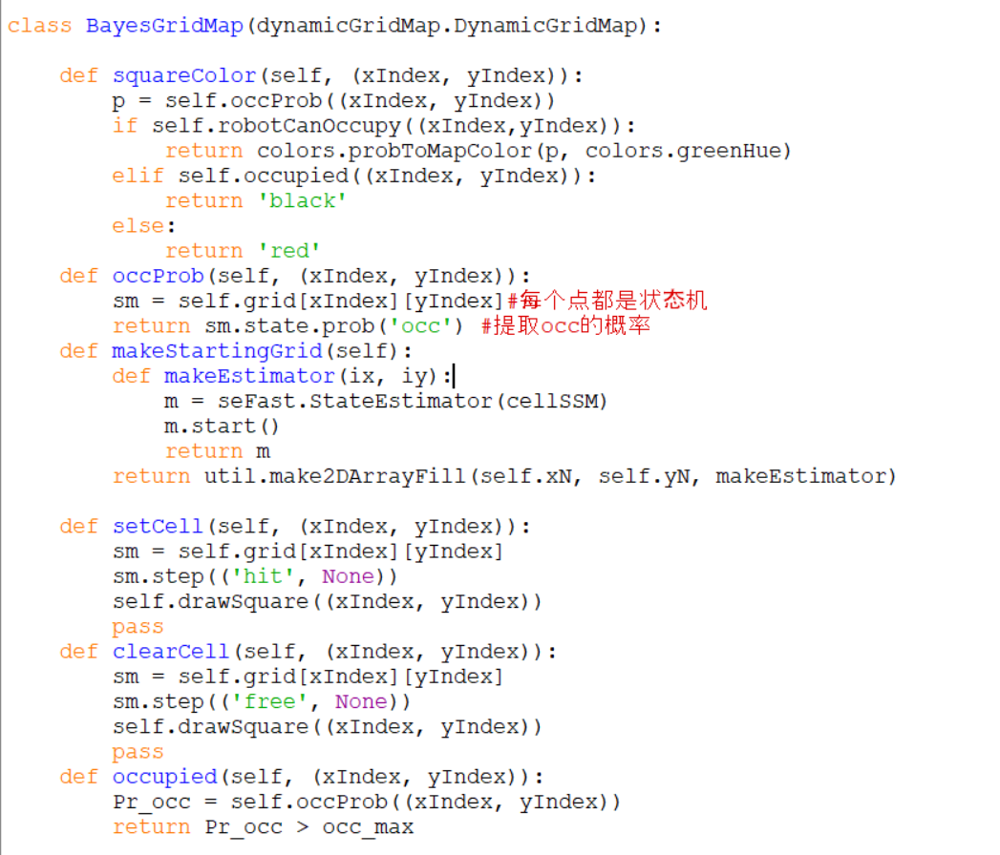 class BayesGridMap(dynamicGridMap.DynamicGridMap):

    def squareColor(self, (xIndex, yIndex)):
        p = self.occProb((xIndex, yIndex))
        if self.robotCanOccupy((xIndex,yIndex)):
            return colors.probToMapColor(p, colors.greenHue)
        elif self.occupied((xIndex, yIndex)):
            return 'black'
        else:
            return 'red'
    def occProb(self, (xIndex, yIndex)):
        sm = self.grid[xIndex][yIndex]#每个点都是状态机
        return sm.state.prob('occ') #提取occ的概率
    def makeStartingGrid(self):
        def makeEstimator(ix, iy):
            m = seFast.StateEstimator(cellSSM)
            m.start()
            return m
        return util.make2DArrayFill(self.xN, self.yN, makeEstimator)

    def setCell(self, (xIndex, yIndex)):
        sm = self.grid[xIndex][yIndex]
        sm.step(('hit', None))
        self.drawSquare((xIndex, yIndex))
        pass
    def clearCell(self, (xIndex, yIndex)):
        sm = self.grid[xIndex][yIndex]
        sm.step(('free', None))
        self.drawSquare((xIndex, yIndex))
        pass
    def occupied(self, (xIndex, yIndex)):
        Pr_occ = self.occProb((xIndex, yIndex))
        return Pr_occ > occ_max